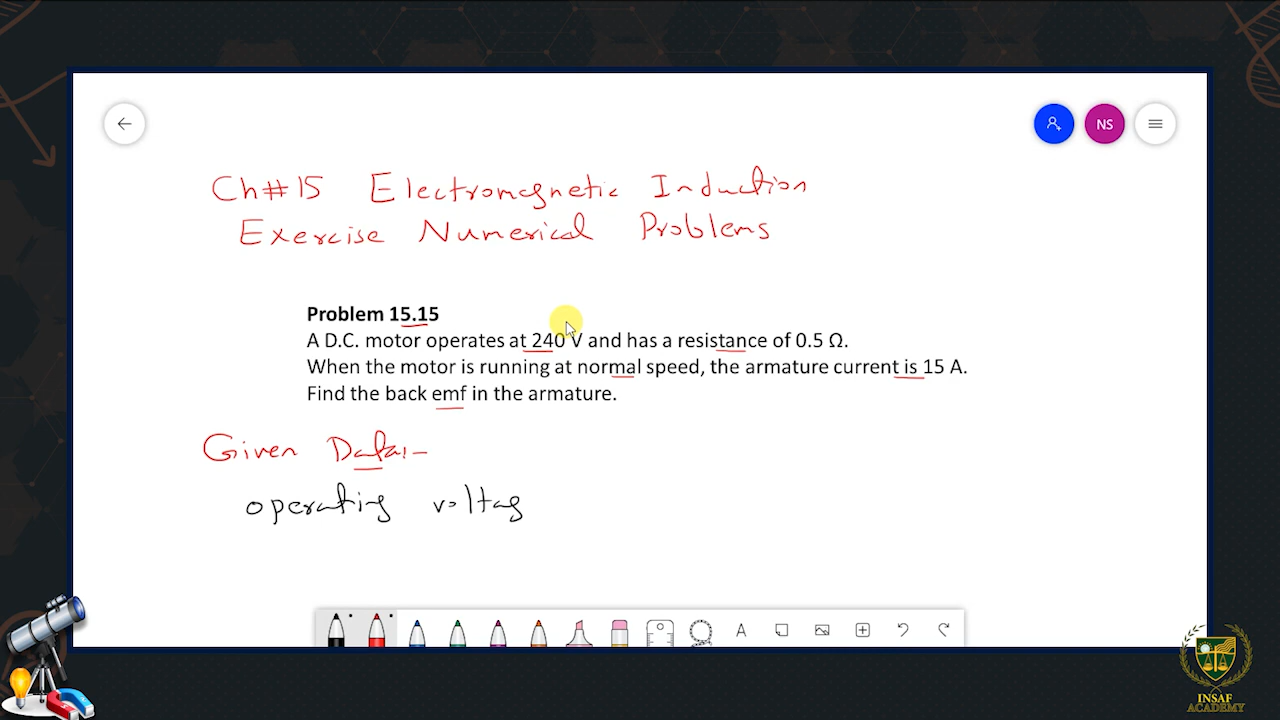 NS
Ch#15 Electromagnetic Induction
Exercise Numerical Problems
Problem 15.15
A D.C. motor operates at 240 V and has a resistance of 0.5 Ω.
When the motor is running at normal speed, the armature current is 15 A.
Find the back emf in the armature.
Given Data:-
operating voltag
A
INSAF
ACADEMY